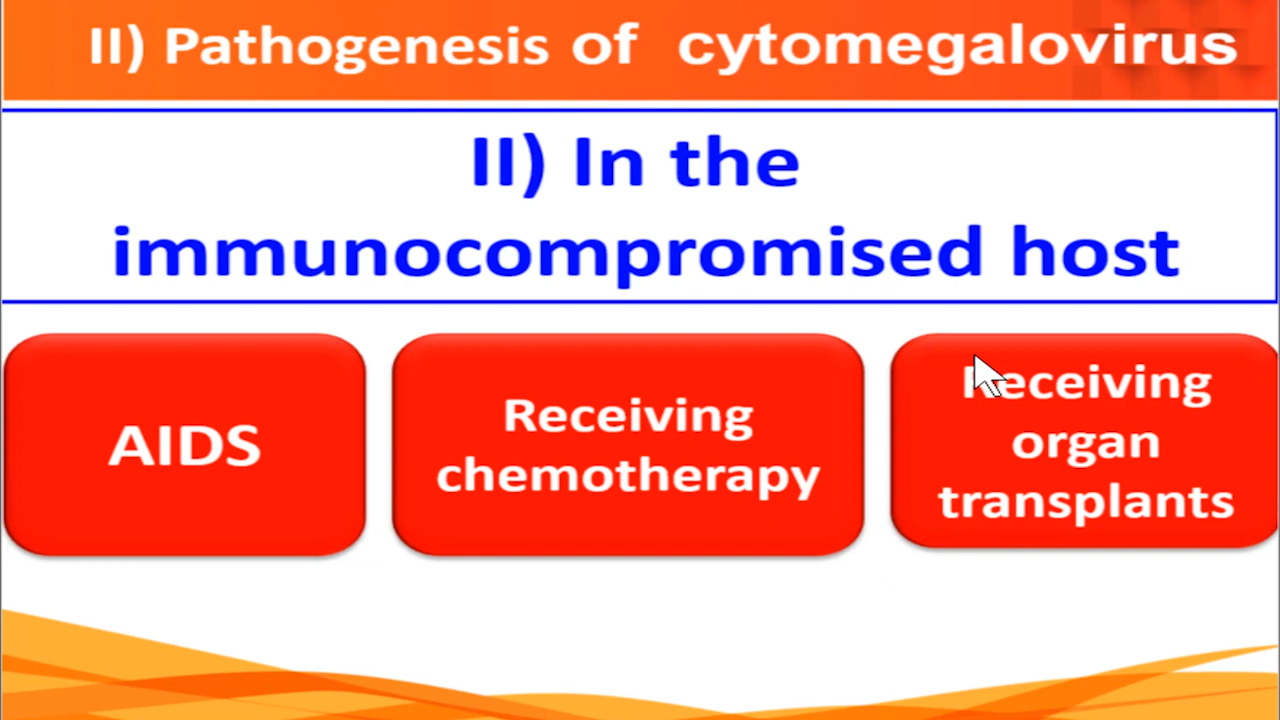 II) Pathogenesis of cytomegalovirus
II) In the
immunocompromised host
AIDS
Receiving
chemotherapy
Receiving
organ
transplants